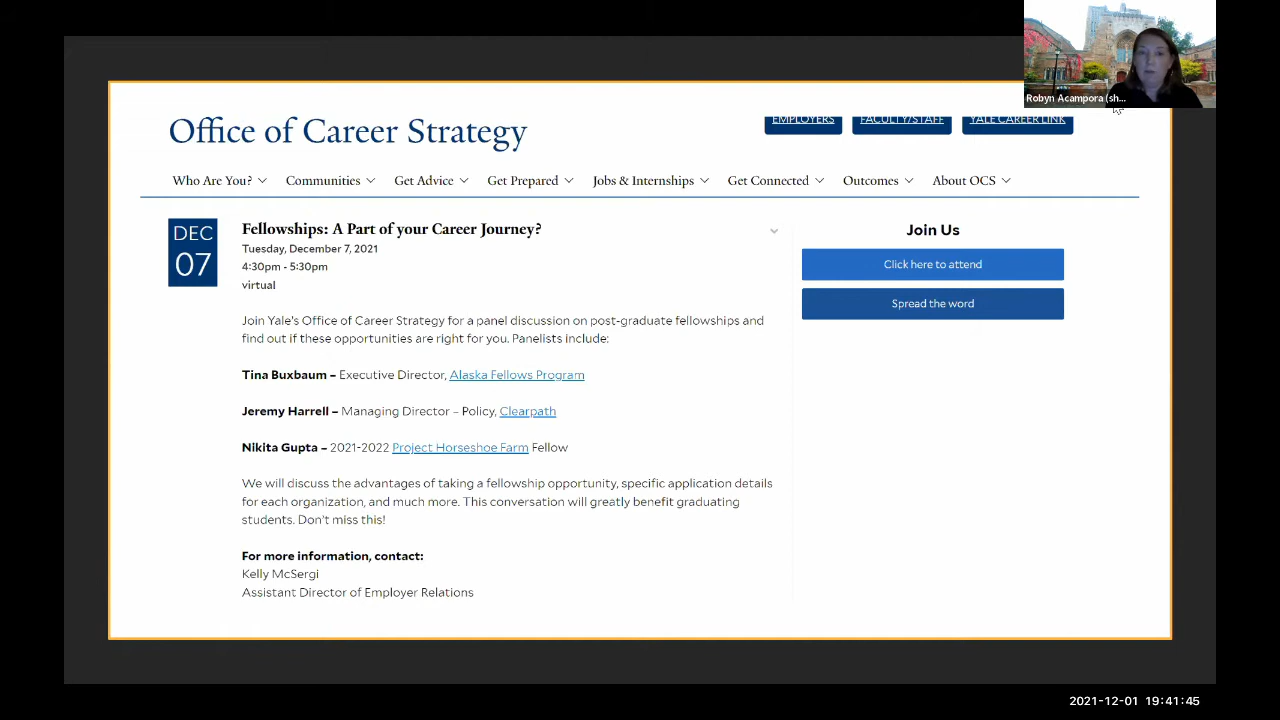 Robyn Acampora (sh...
Office of Career Strategy
EMPLOYERS
FACULTY/STAFF
YALE CAREER LINK
Who Are You?
Communities
Get Advice
Get Prepared
Jobs & Internships
Get Connected
Outcomes
About OCS
DEC
07
Fellowships: A Part of your Career Journey?
Tuesday, December 7, 2021
4:30pm - 5:30pm
virtual
Join Yale's Office of Career Strategy for a panel discussion on post-graduate fellowships and
find out if these opportunities are right for you. Panelists include:
Tina Buxbaum – Executive Director, Alaska Fellows Program
Jeremy Harrell – Managing Director – Policy, Clearpath
Nikita Gupta – 2021-2022 Project Horseshoe Farm Fellow
We will discuss the advantages of taking a fellowship opportunity, specific application details
for each organization, and much more. This conversation will greatly benefit graduating
students. Don't miss this!
For more information, contact:
Kelly McSergi
Assistant Director of Employer Relations
Join Us
Click here to attend
Spread the word
2021-12-01 19:41:45